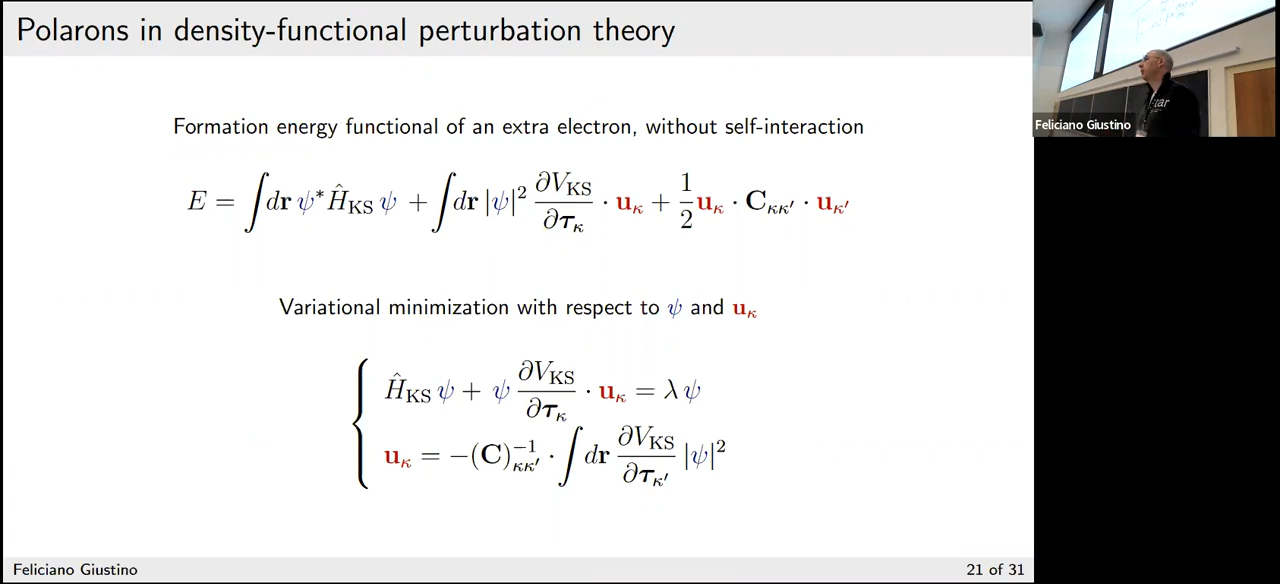 Polarons in density-functional perturbation theory
Formation energy functional of an extra electron, without self-interaction
E = ∫dr ψ* Ĥ_KS ψ + ∫dr |ψ|² ∂V_KS/∂τ_κ · u_κ + 1/2 u_κ · C_κκ′ · u_κ′
Variational minimization with respect to ψ and u_κ
Ĥ_KS ψ + ψ ∂V_KS/∂τ_κ · u_κ = λ ψ
u_κ = −(C)⁻¹_κκ′ · ∫dr ∂V_KS/∂τ_κ′ |ψ|²
Feliciano Giustino
21 of 31
Feliciano Giustino